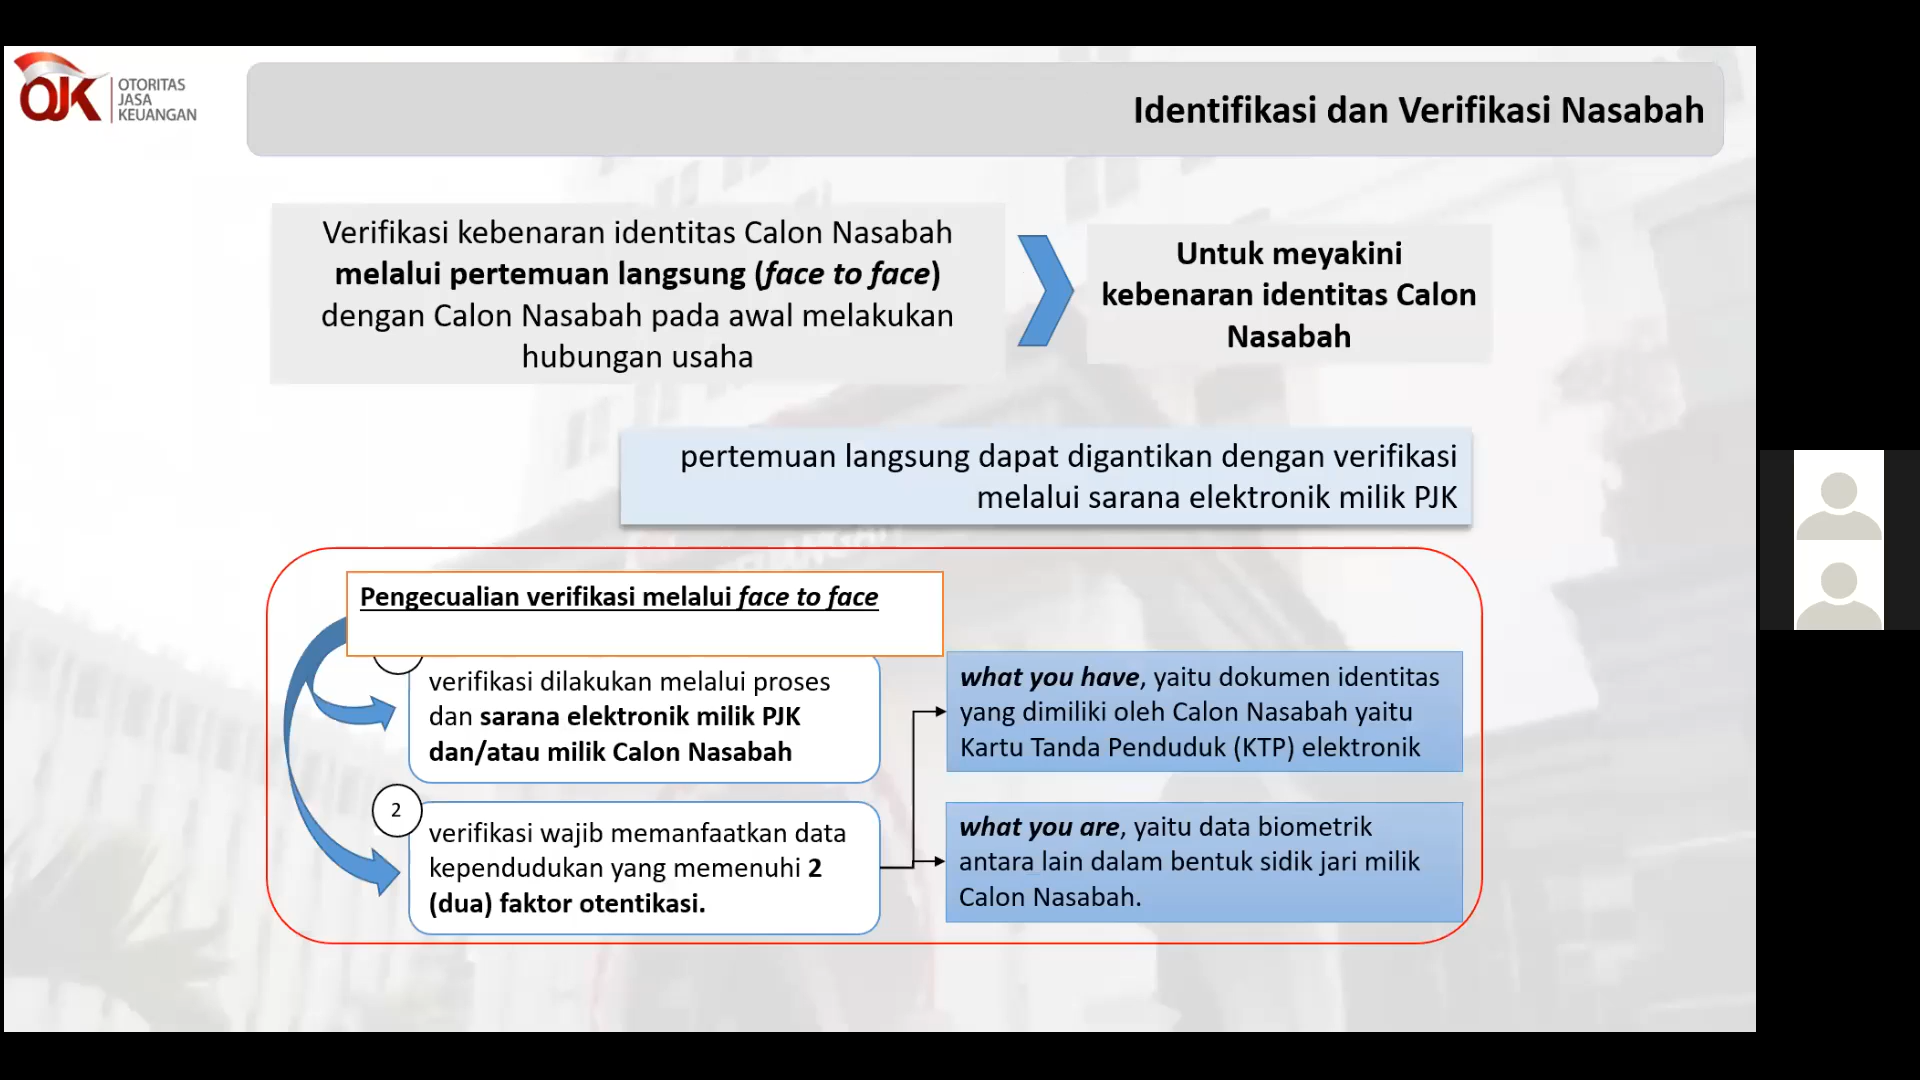 OJK
OTORITAS
JASA
KEUANGAN
Identifikasi dan Verifikasi Nasabah
Verifikasi kebenaran identitas Calon Nasabah
melalui pertemuan langsung (face to face)
dengan Calon Nasabah pada awal melakukan
hubungan usaha
Untuk meyakini
kebenaran identitas Calon
Nasabah
pertemuan langsung dapat digantikan dengan verifikasi
melalui sarana elektronik milik PJK
Pengecualian verifikasi melalui face to face
verifikasi dilakukan melalui proses
dan sarana elektronik milik PJK
dan/atau milik Calon Nasabah
2
verifikasi wajib memanfaatkan data
kependudukan yang memenuhi 2
(dua) faktor otentikasi.
what you have, yaitu dokumen identitas
yang dimiliki oleh Calon Nasabah yaitu
Kartu Tanda Penduduk (KTP) elektronik
what you are, yaitu data biometrik
antara lain dalam bentuk sidik jari milik
Calon Nasabah.